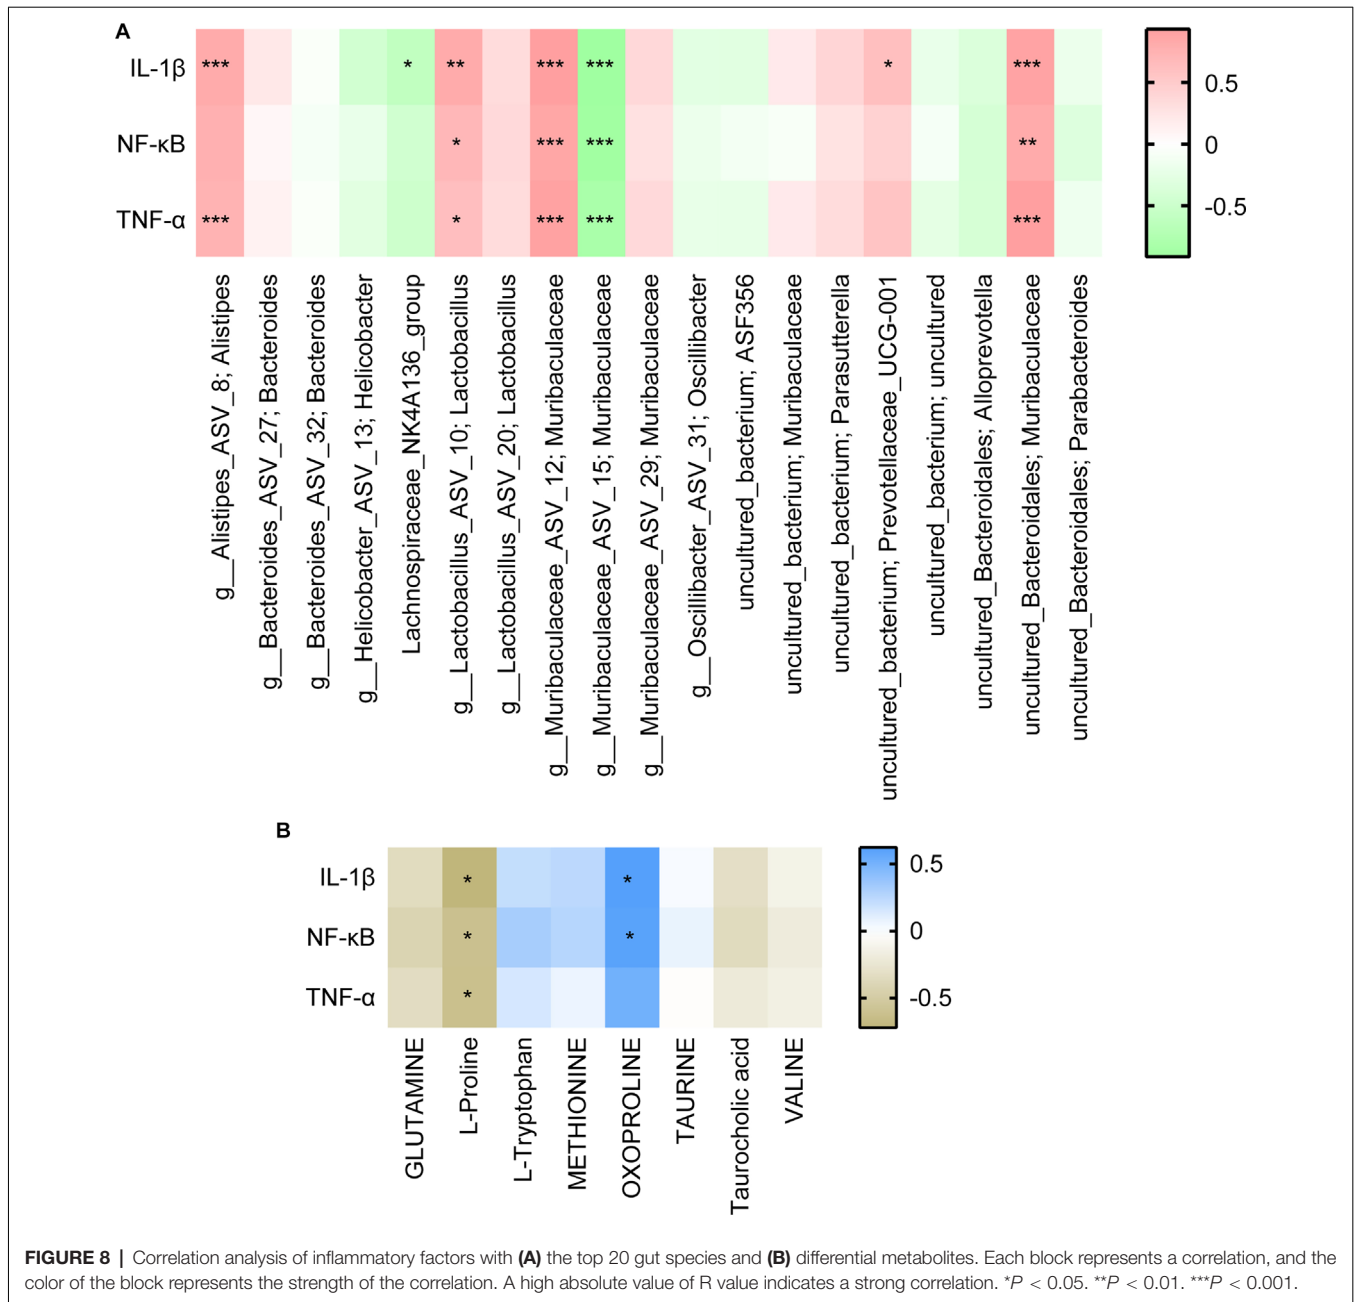 A
IL-1β *** * ** *** *** * ***
NF-κB * *** *** **
TNF-α *** * *** *** ***
0.5
0
-0.5
g__Alistipes_ASV_8; Alistipes
g__Bacteroides_ASV_27; Bacteroides
g__Bacteroides_ASV_32; Bacteroides
g__Helicobacter_ASV_13; Helicobacter
Lachnospiraceae_NK4A136_group
g__Lactobacillus_ASV_10; Lactobacillus
g__Lactobacillus_ASV_20; Lactobacillus
g__Muribaculaceae_ASV_12; Muribaculaceae
g__Muribaculaceae_ASV_15; Muribaculaceae
g__Muribaculaceae_ASV_29; Muribaculaceae
g__Oscillibacter_ASV_31; Oscillibacter
uncultured_bacterium; ASF356
uncultured_bacterium; Muribaculaceae
uncultured_bacterium; Parasutterella
uncultured_bacterium; Prevotellaceae_UCG-001
uncultured_bacterium; uncultured
uncultured_Bacteroidales; Alloprevotella
uncultured_Bacteroidales; Muribaculaceae
uncultured_Bacteroidales; Parabacteroides
B
IL-1β * *
NF-κB * *
TNF-α *
0.5
0
-0.5
GLUTAMINE
L-Proline
L-Tryptophan
METHIONINE
OXOPROLINE
TAURINE
Taurocholic acid
VALINE
FIGURE 8 | Correlation analysis of inflammatory factors with (A) the top 20 gut species and (B) differential metabolites. Each block represents a correlation, and the
color of the block represents the strength of the correlation. A high absolute value of R value indicates a strong correlation. *P < 0.05. **P < 0.01. ***P < 0.001.